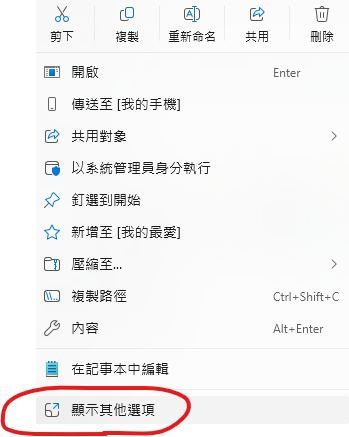 剪下 複製 重新命名 共用 刪除
開啟 Enter
傳送至 [我的手機]
共用對象
以系統管理員身分執行
釘選到開始
新增至 [我的最愛]
壓縮至...
複製路徑 Ctrl+Shift+C
內容 Alt+Enter
在記事本中編輯
顯示其他選項